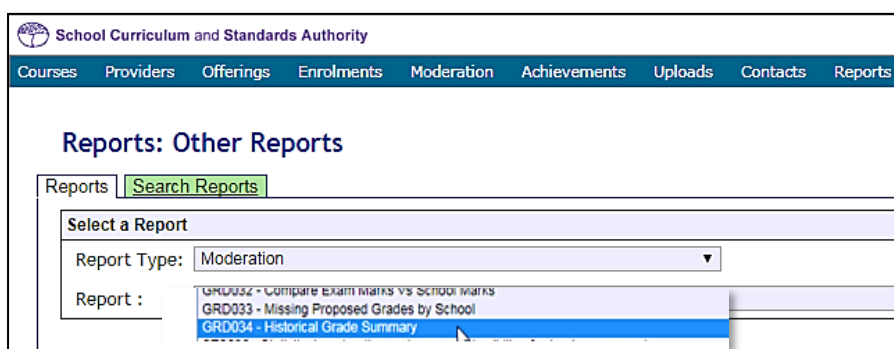 School Curriculum and Standards Authority
Courses Providers Offerings Enrolments Moderation Achievements Uploads Contacts Reports
Reports: Other Reports
Reports Search Reports
Select a Report
Report Type: Moderation
Report :
GRD032 - Compare Exam Marks Vs School Marks
GRD033 - Missing Proposed Grades by School
GRD034 - Historical Grade Summary